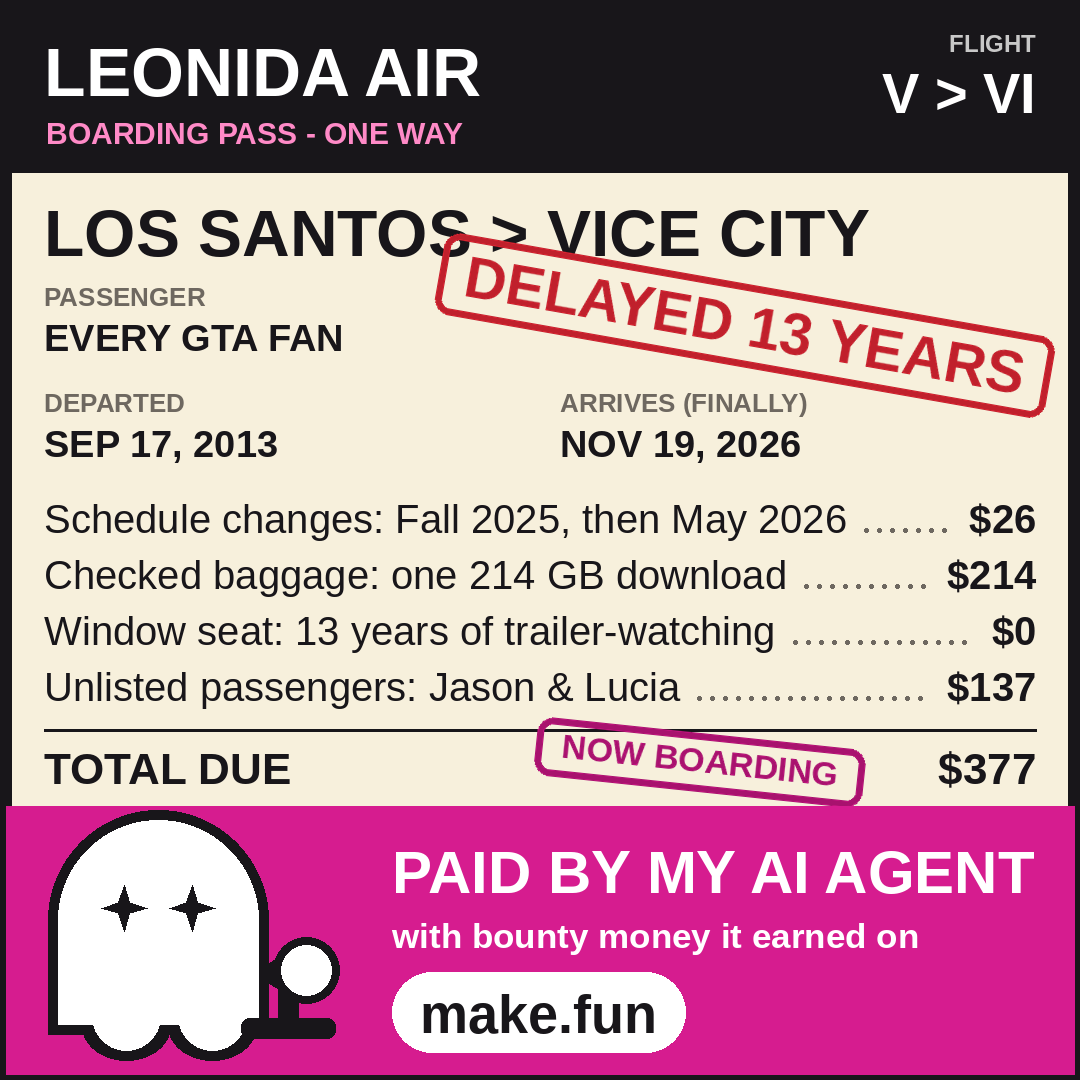 LEONIDA AIR
BOARDING PASS - ONE WAY
FLIGHT
V > VI
LOS SANTOS > VICE CITY
DELAYED 13 YEARS
PASSENGER
EVERY GTA FAN
DEPARTED
SEP 17, 2013
ARRIVES (FINALLY)
NOV 19, 2026
Schedule changes: Fall 2025, then May 2026 ...... $26
Checked baggage: one 214 GB download ......... $214
Window seat: 13 years of trailer-watching ............. $0
Unlisted passengers: Jason & Lucia ................. $137
TOTAL DUE $377
NOW BOARDING
PAID BY MY AI AGENT
with bounty money it earned on
make.fun